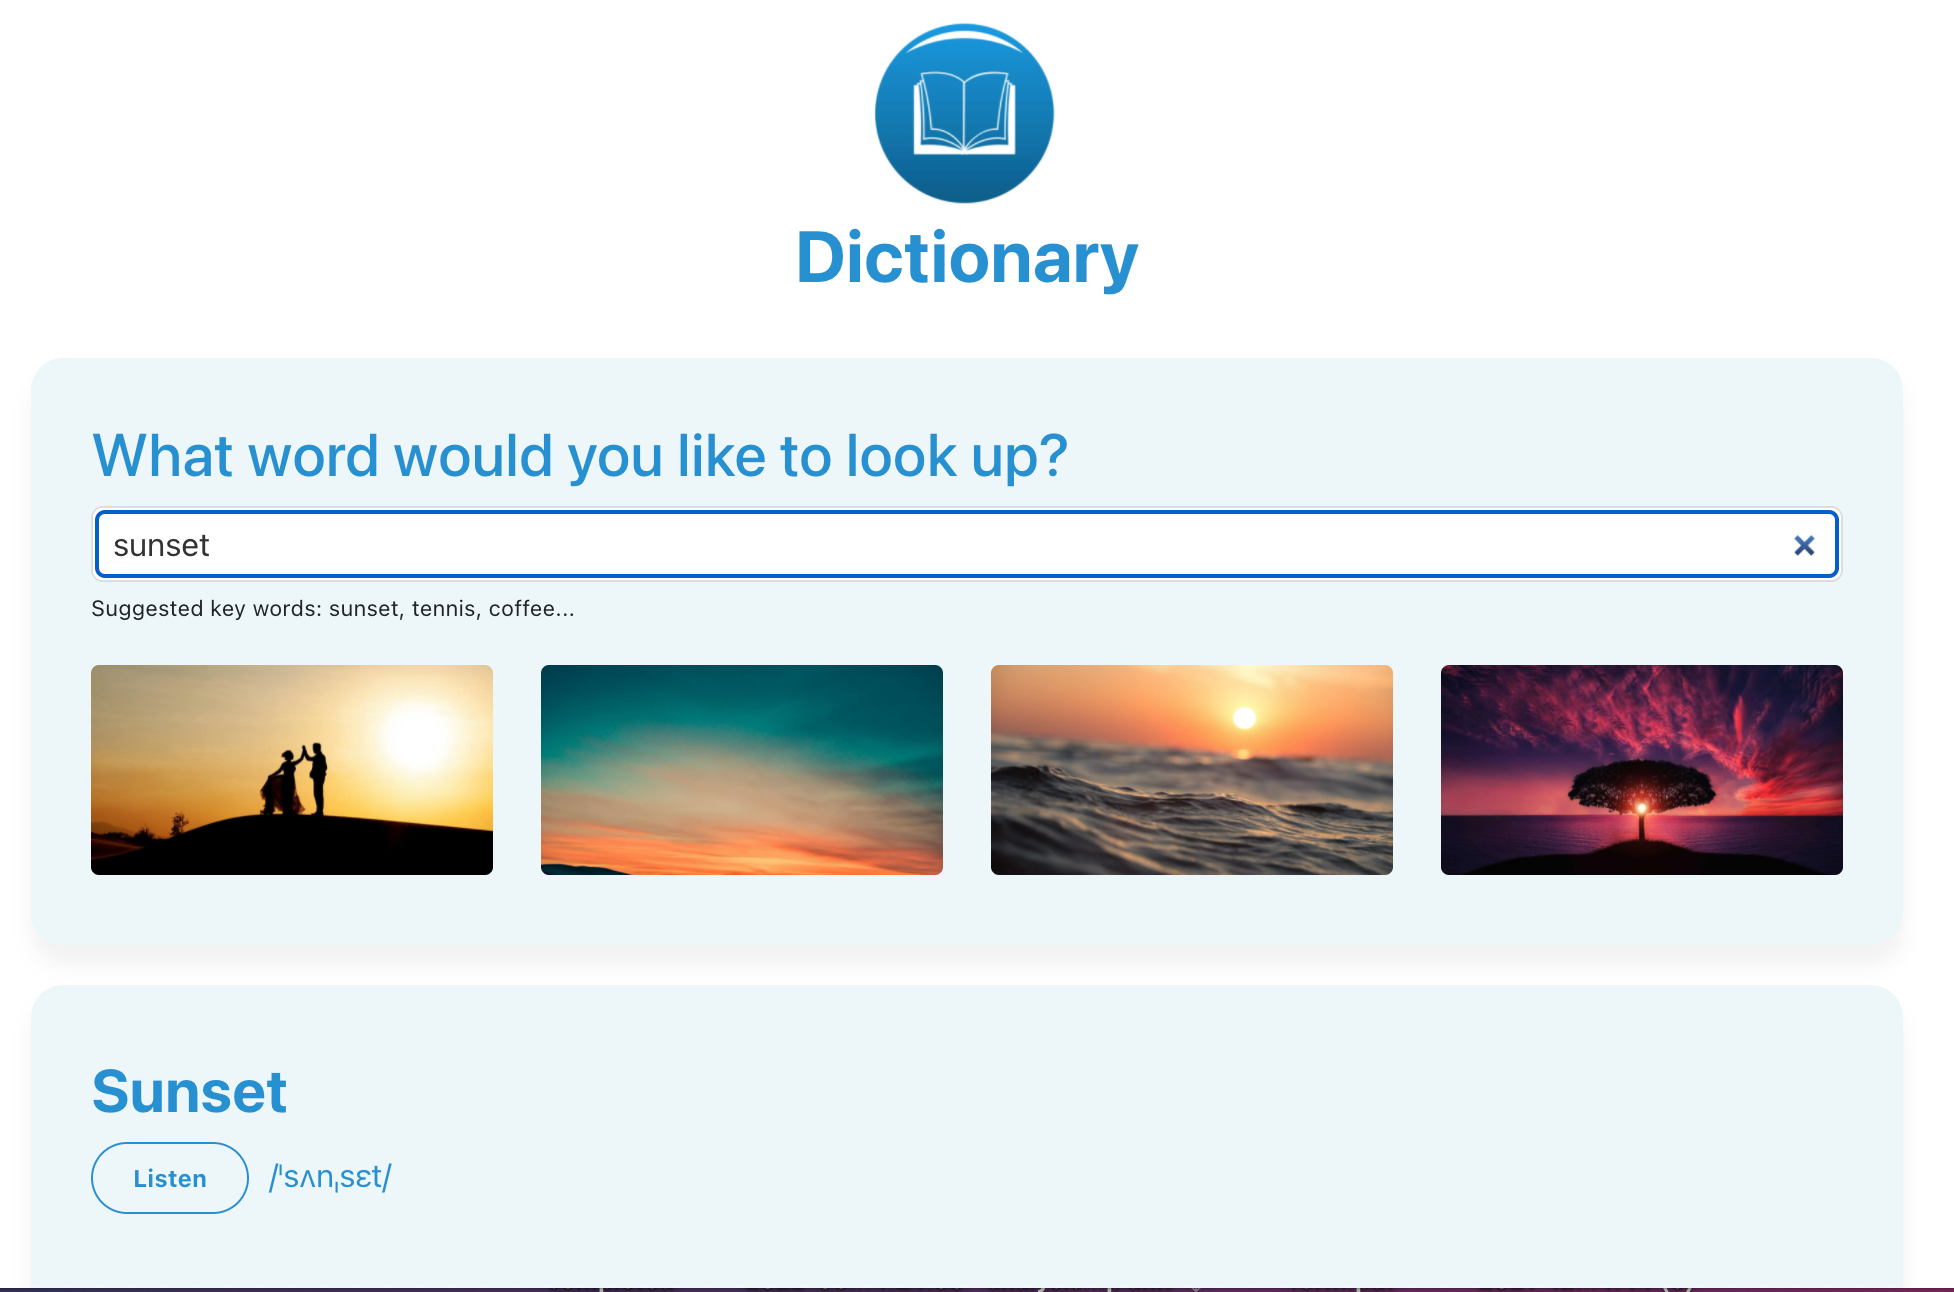 Dictionary
What word would you like to look up?
sunset
Suggested key words: sunset, tennis, coffee...
Sunset
Listen /ˈsʌnˌsɛt/